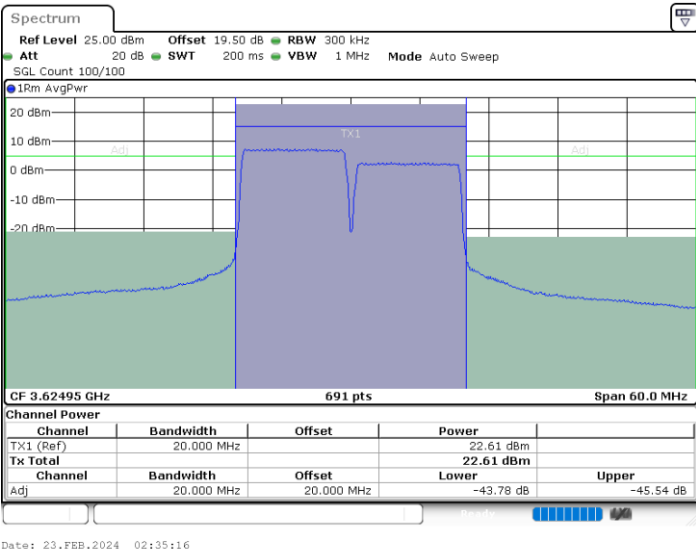 Spectrum
Ref Level 25.00 dBm Offset 19.50 dB RBW 300 kHz
Att 20 dB SWT 200 ms VBW 1 MHz Mode Auto Sweep
SGL Count 100/100
1Rm AvgPwr
20 dBm
TX1
10 dBm
Adj Adj
0 dBm
-10 dBm
-20 dBm
CF 3.62495 GHz 691 pts Span 60.0 MHz
Channel Power
Channel Bandwidth Offset Power
TX1 (Ref) 20.000 MHz 22.61 dBm
Tx Total 22.61 dBm
Channel Bandwidth Offset Lower Upper
Adj 20.000 MHz 20.000 MHz -43.78 dB -45.54 dB
Ready
Date: 23.FEB.2024 02:35:16